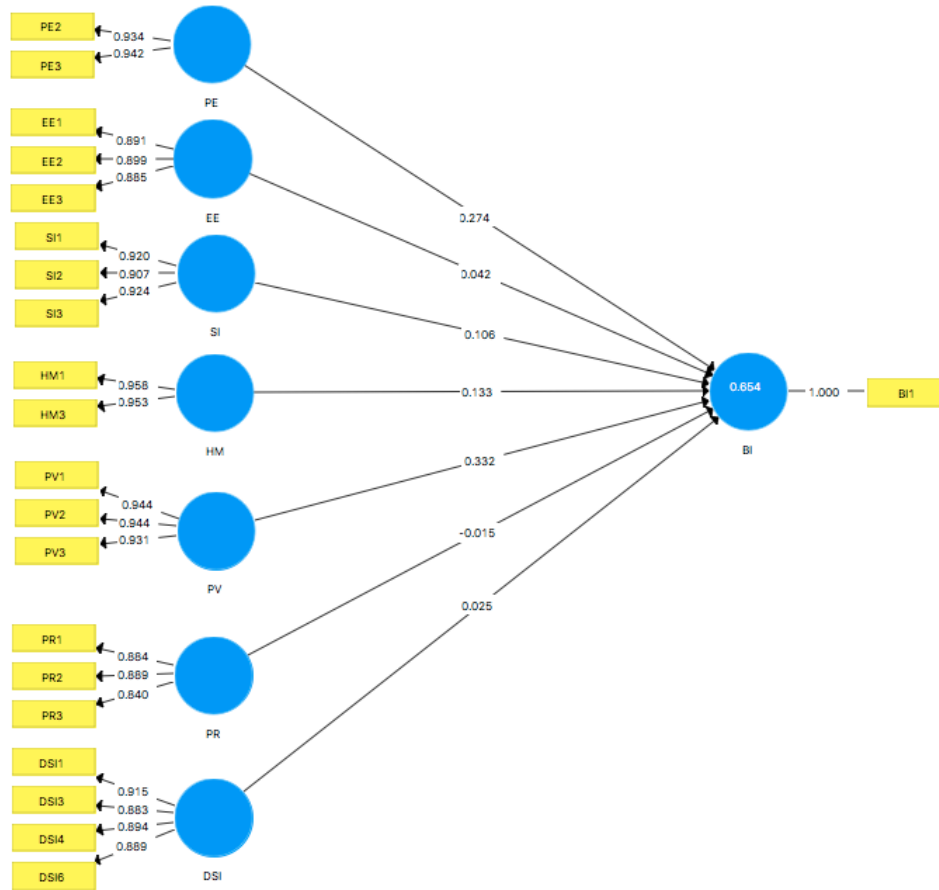 PE2
0.934
PE3
0.942
PE
EE1
0.891
EE2
0.899
EE3
0.885
EE
SI1
0.920
SI2
0.907
SI3
0.924
SI
HM1
0.958
HM3
0.953
HM
PV1
0.944
PV2
0.944
PV3
0.931
PV
PR1
0.884
PR2
0.889
PR3
0.840
PR
DSI1
0.915
DSI3
0.883
DSI4
0.894
DSI6
0.889
DSI
0.274
0.042
0.106
0.133
0.332
-0.015
0.025
0.654
BI
1.000
BI1